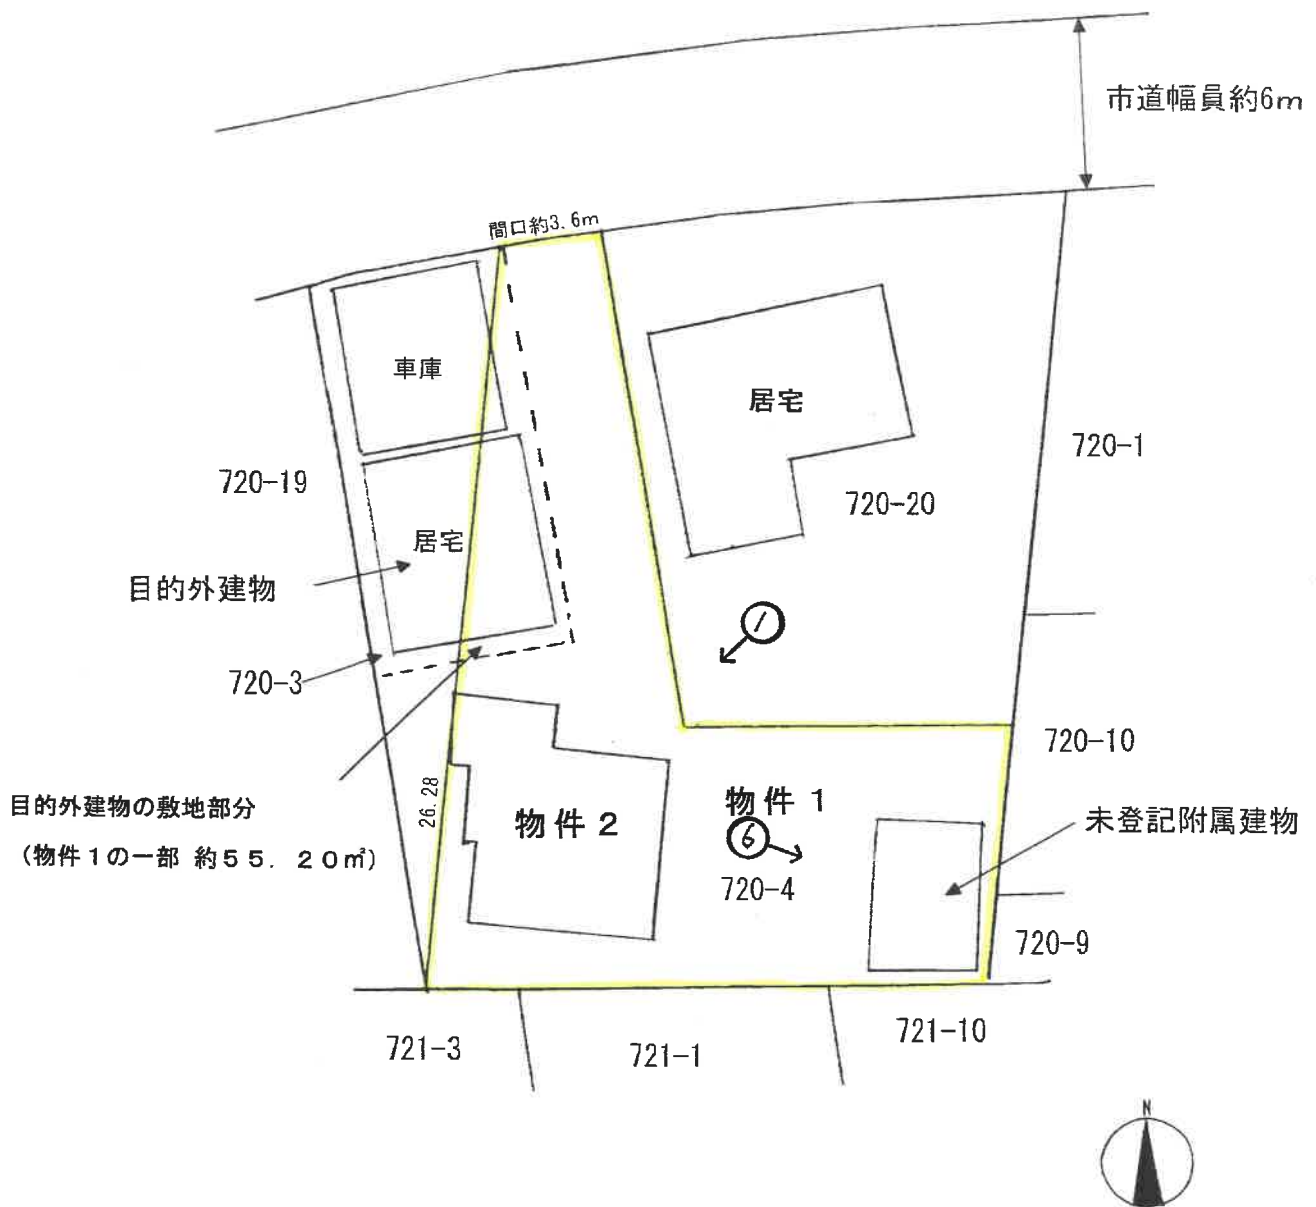 市道幅員約6m
間口約3.6m
車庫
居宅
720-1
720-19
居宅
720-20
目的外建物
①
720-3
720-10
目的外建物の敷地部分
(物件1の一部 約55.20㎡)
26.28
物件2
物件1
⑥
720-4
未登記附属建物
720-9
721-3
721-1
721-10
N